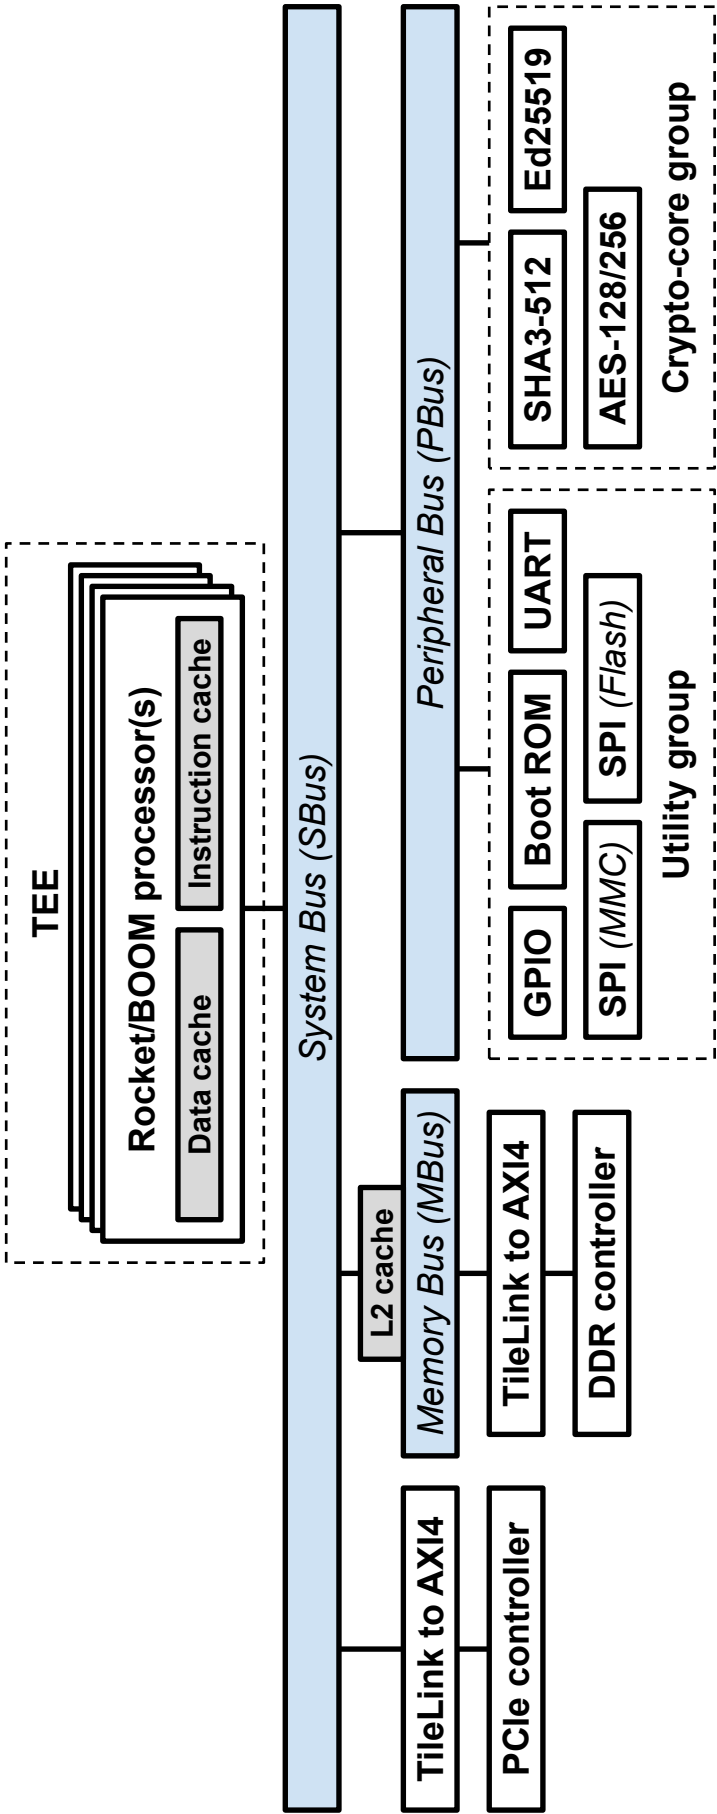 TEE
Rocket/BOOM processor(s)
Data cache
Instruction cache
System Bus (SBus)
L2 cache
TileLink to AXI4
PCIe controller
Memory Bus (MBus)
TileLink to AXI4
DDR controller
Peripheral Bus (PBus)
GPIO
Boot ROM
UART
SPI (MMC)
SPI (Flash)
Utility group
SHA3-512
Ed25519
AES-128/256
Crypto-core group